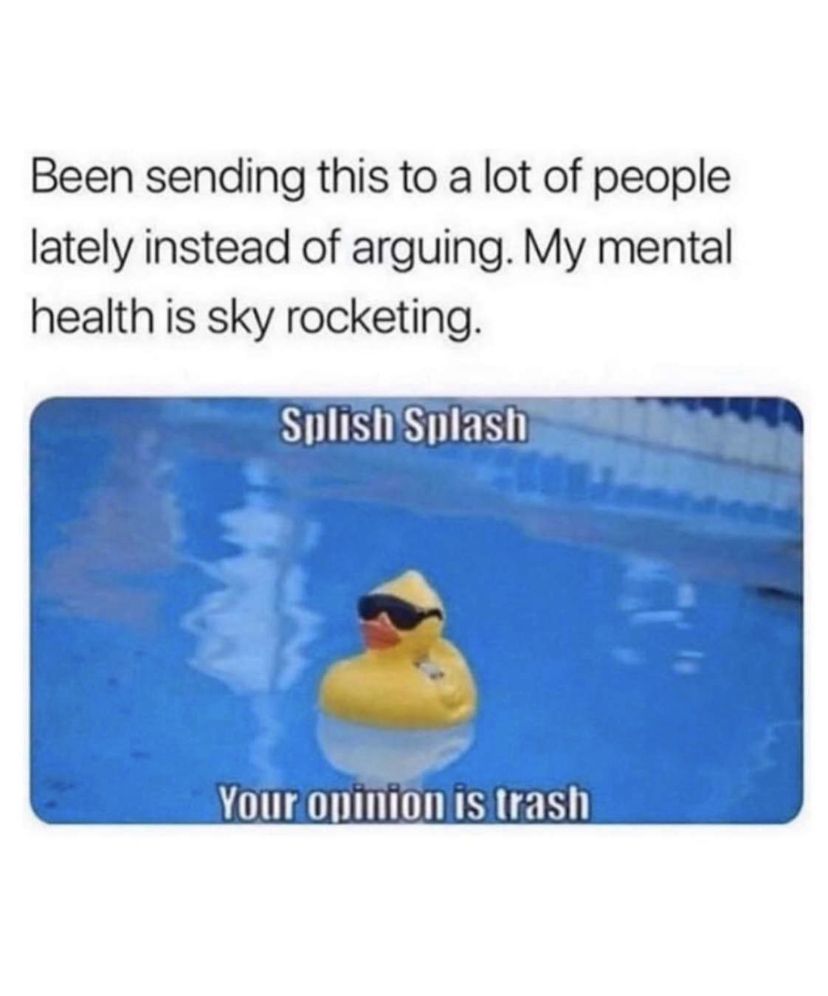 Been sending this to a lot of people
lately instead of arguing. My mental
health is sky rocketing.
Splish Splash
Your opinion is trash